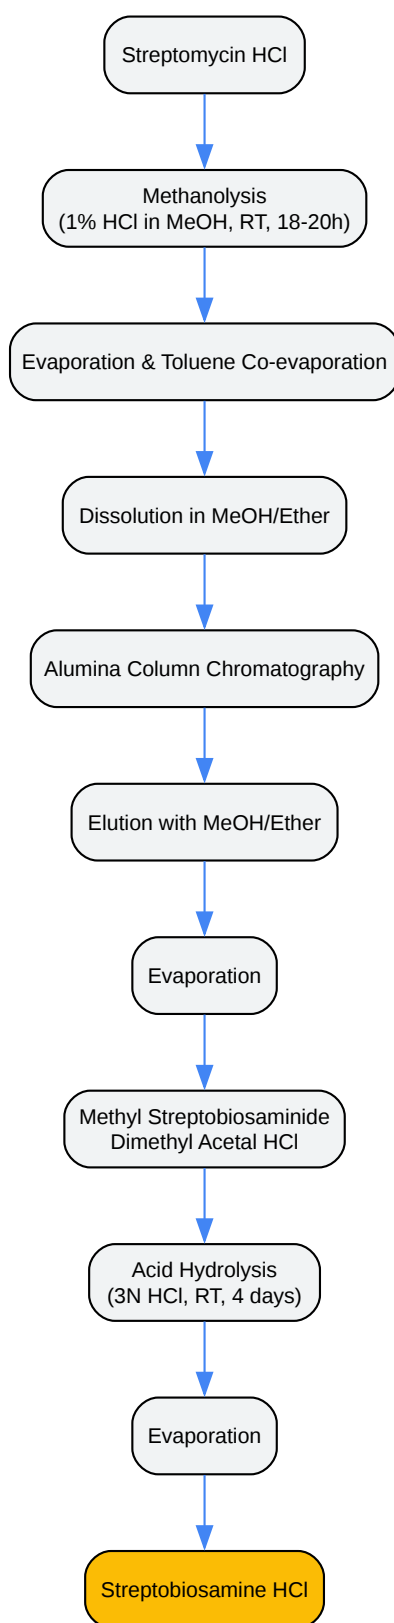 Streptomycin HCl
Methanolysis
(1% HCl in MeOH, RT, 18-20h)
Evaporation & Toluene Co-evaporation
Dissolution in MeOH/Ether
Alumina Column Chromatography
Elution with MeOH/Ether
Evaporation
Methyl Streptobiosaminide
Dimethyl Acetal HCl
Acid Hydrolysis
(3N HCl, RT, 4 days)
Evaporation
Streptobiosamine HCl